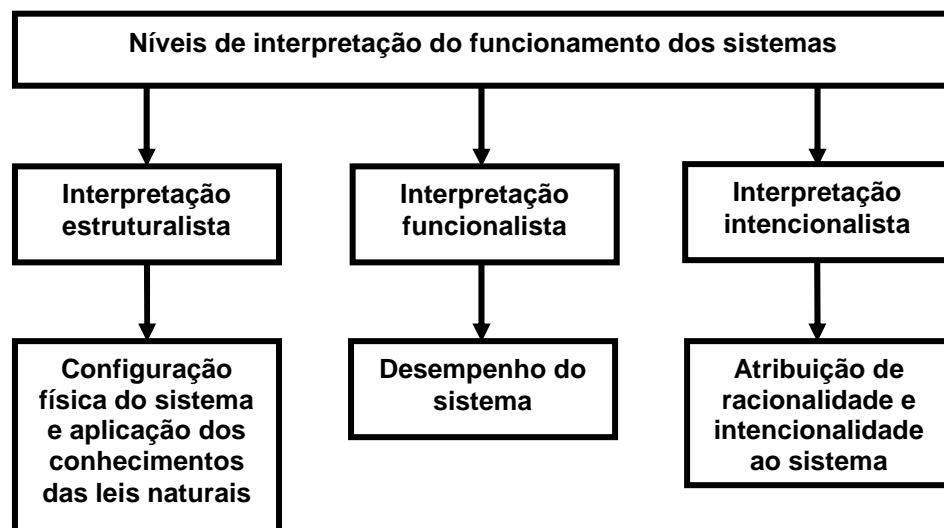 Níveis de interpretação do funcionamento dos sistemas
Interpretação
estruturalista
Interpretação
funcionalista
Interpretação
intencionalista
Configuração
física do sistema
e aplicação dos
conhecimentos
das leis naturais
Desempenho do
sistema
Atribuição de
racionalidade e
intencionalidade
ao sistema